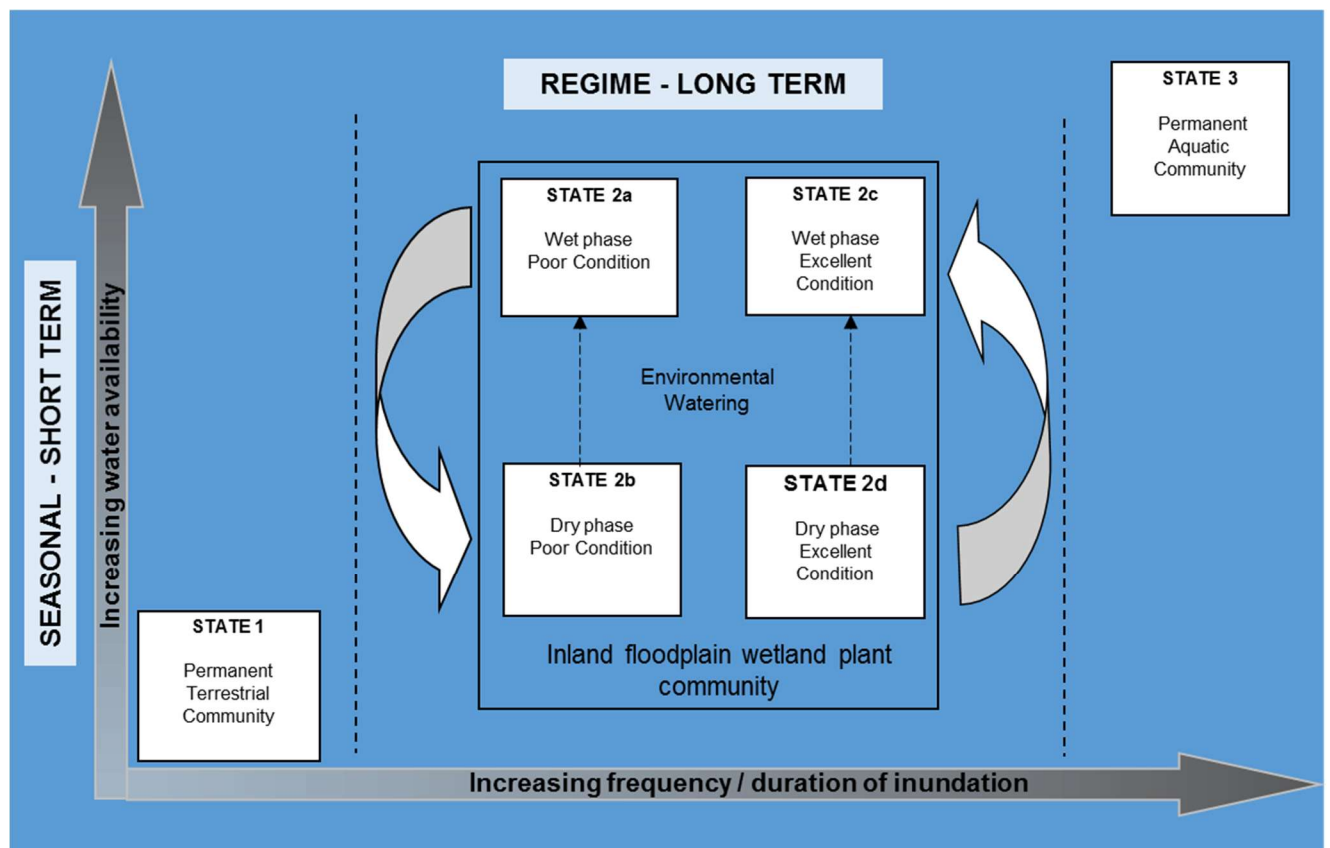 REGIME - LONG TERM
STATE 3
Permanent
Aquatic
Community
STATE 2a
Wet phase
Poor Condition
STATE 2c
Wet phase
Excellent
Condition
SEASONAL - SHORT TERM
Increasing water availability
Environmental
Watering
STATE 2b
Dry phase
Poor Condition
STATE 2d
Dry phase
Excellent
Condition
STATE 1
Permanent
Terrestrial
Community
Inland floodplain wetland plant
community
Increasing frequency / duration of inundation